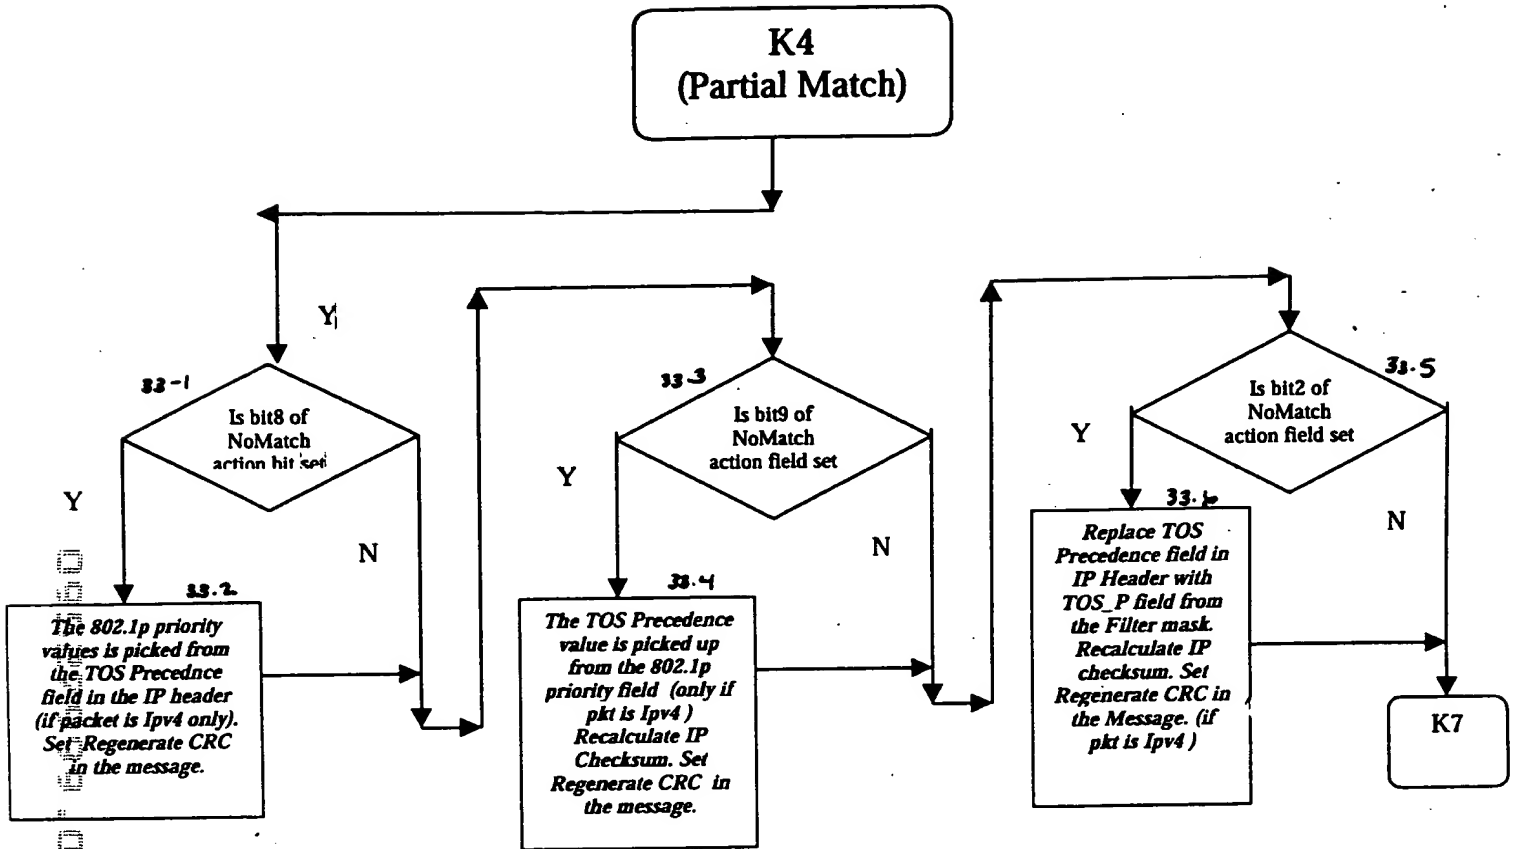 K4
(Partial Match)
Y
33-1
Is bit8 of
NoMatch
action bit set
Y
N
33.2
The 802.1p priority
values is picked from
the TOS Precednce
field in the IP header
(if packet is Ipv4 only).
Set Regenerate CRC
in the message.
33.3
Is bit9 of
NoMatch
action field set
Y
N
33.4
The TOS Precedence
value is picked up
from the 802.1p
priority field (only if
pkt is Ipv4 )
Recalculate IP
Checksum. Set
Regenerate CRC in
the message.
33.5
Is bit2 of
NoMatch
action field set
Y
N
33.6
Replace TOS
Precedence field in
IP Header with
TOS_P field from
the Filter mask.
Recalculate IP
checksum. Set
Regenerate CRC in
the Message. (if
pkt is Ipv4 )
K7